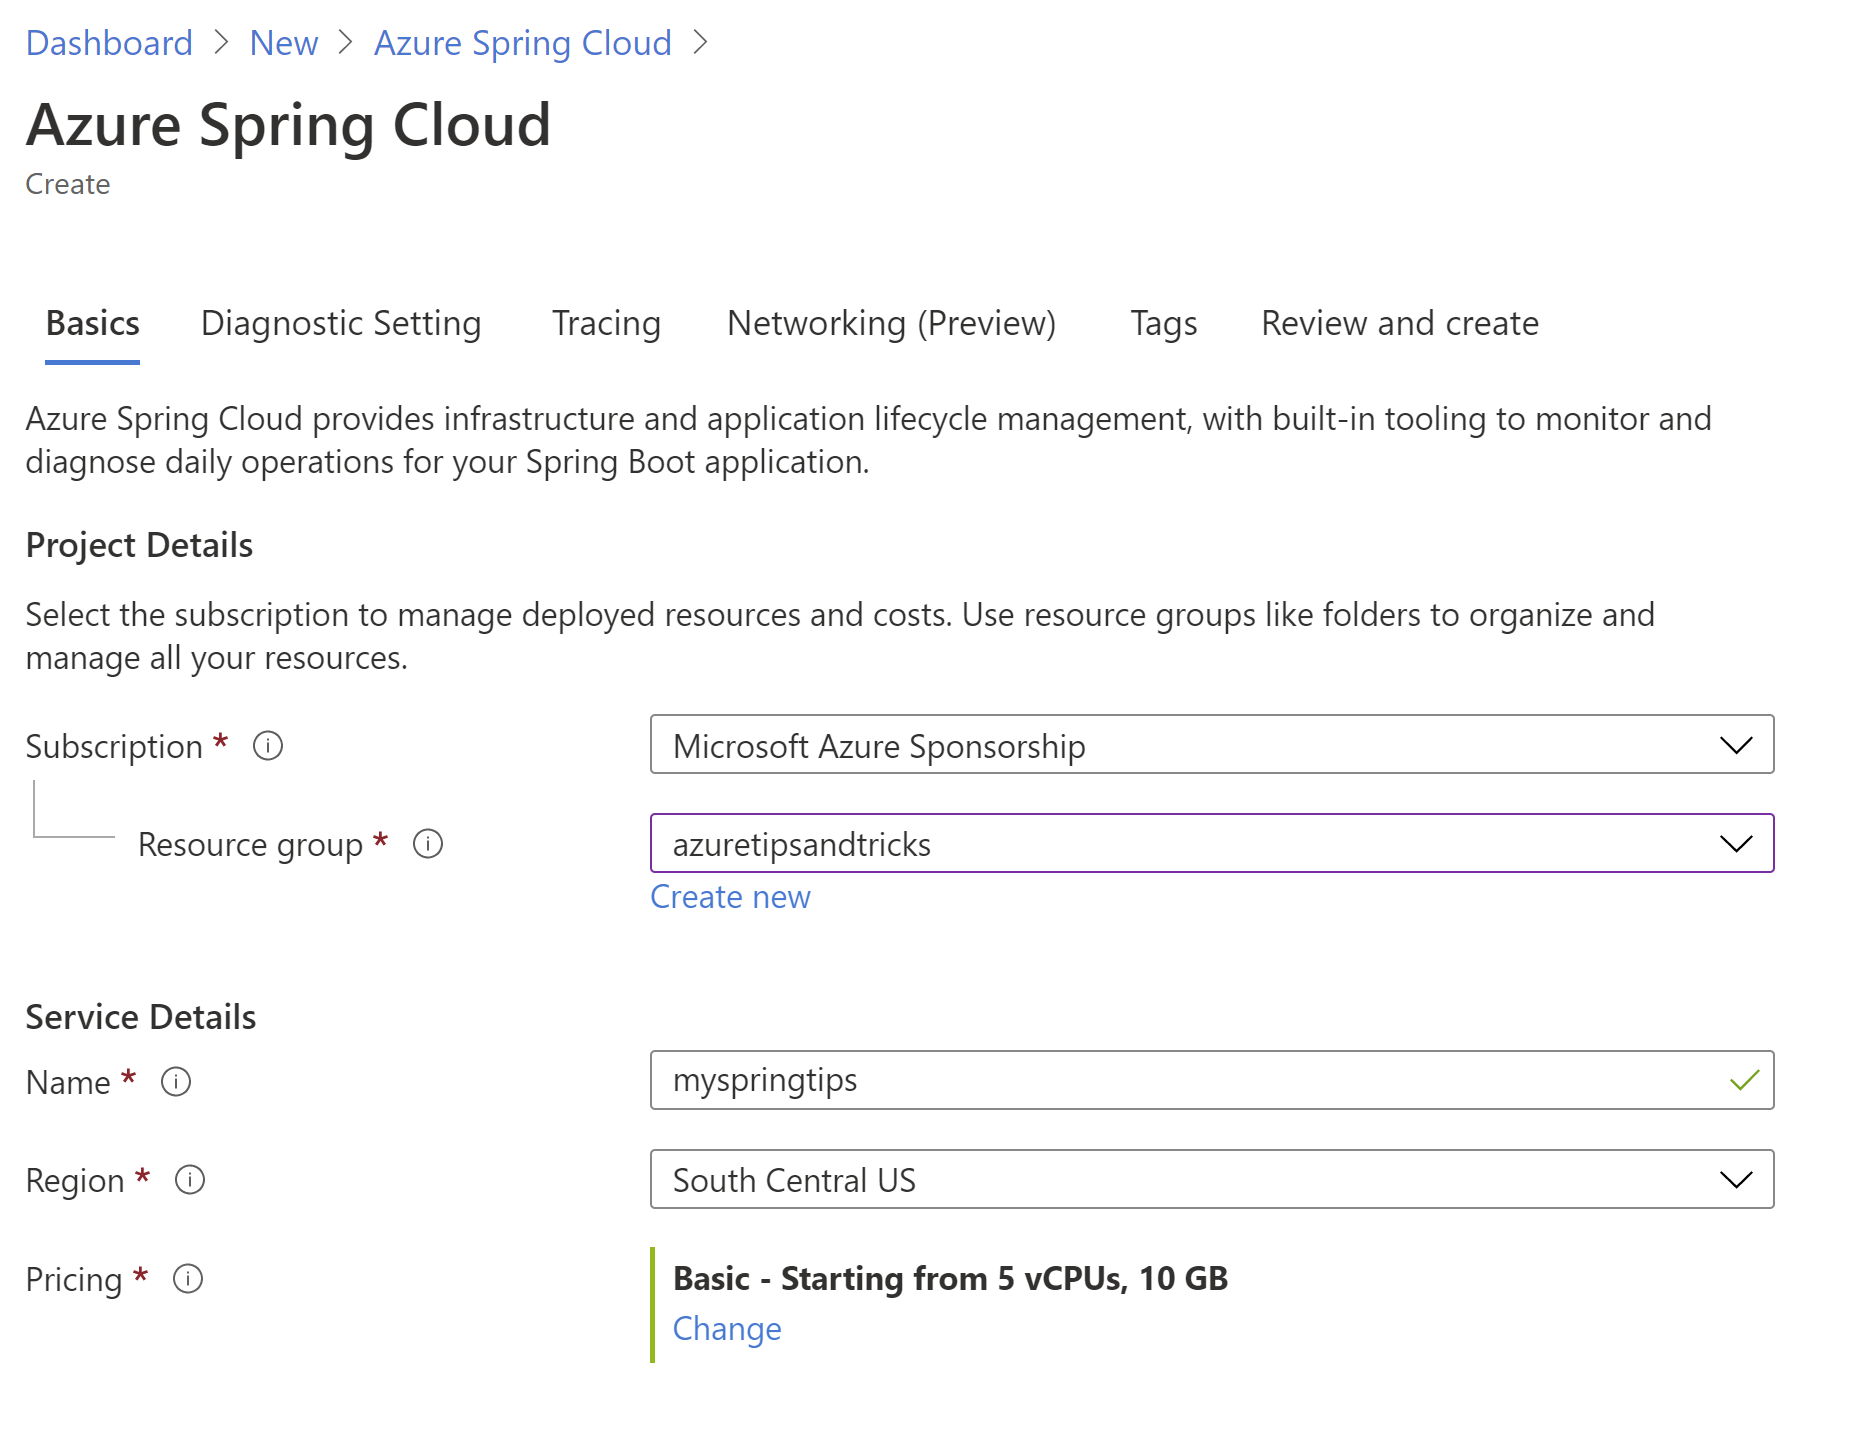 Dashboard > New > Azure Spring Cloud >
Azure Spring Cloud
Create
Basics Diagnostic Setting Tracing Networking (Preview) Tags Review and create
Azure Spring Cloud provides infrastructure and application lifecycle management, with built-in tooling to monitor and
diagnose daily operations for your Spring Boot application.
Project Details
Select the subscription to manage deployed resources and costs. Use resource groups like folders to organize and
manage all your resources.
Subscription * Microsoft Azure Sponsorship
Resource group * azuretipsandtricks
Create new
Service Details
Name * myspringtips
Region * South Central US
Pricing * Basic - Starting from 5 vCPUs, 10 GB
Change